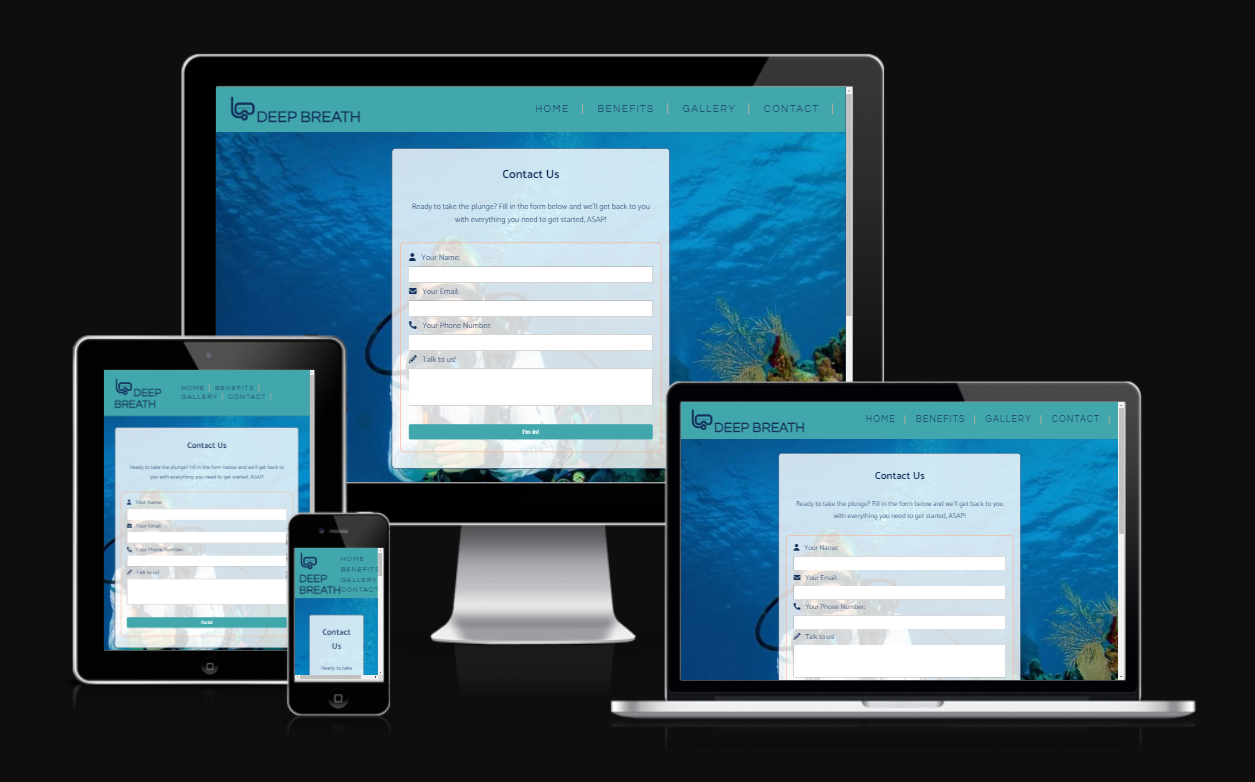 DEEP BREATH
HOME | BENEFITS | GALLERY | CONTACT |
Contact Us
Ready to take the plunge? Fill in the form below and we'll get back to you
with everything you need to get started, ASAP!
Your Name:
Your Email:
Your Phone Number:
Talk to us!
I'm in!
DEEP
BREATH
HOME | BENEFITS |
GALLERY | CONTACT |
Contact Us
Ready to take the plunge? Fill in the form below and we'll get back to
you with everything you need to get started, ASAP!
Your Name:
Your Email:
Your Phone Number:
Talk to us!
I'm in!
DEEP
BREATH
HOME
BENEFITS
GALLERY
CONTACT
Contact
Us
Ready to take
DEEP BREATH
HOME | BENEFITS | GALLERY | CONTACT |
Contact Us
Ready to take the plunge? Fill in the form below and we'll get back to you
with everything you need to get started, ASAP!
Your Name:
Your Email:
Your Phone Number:
Talk to us!